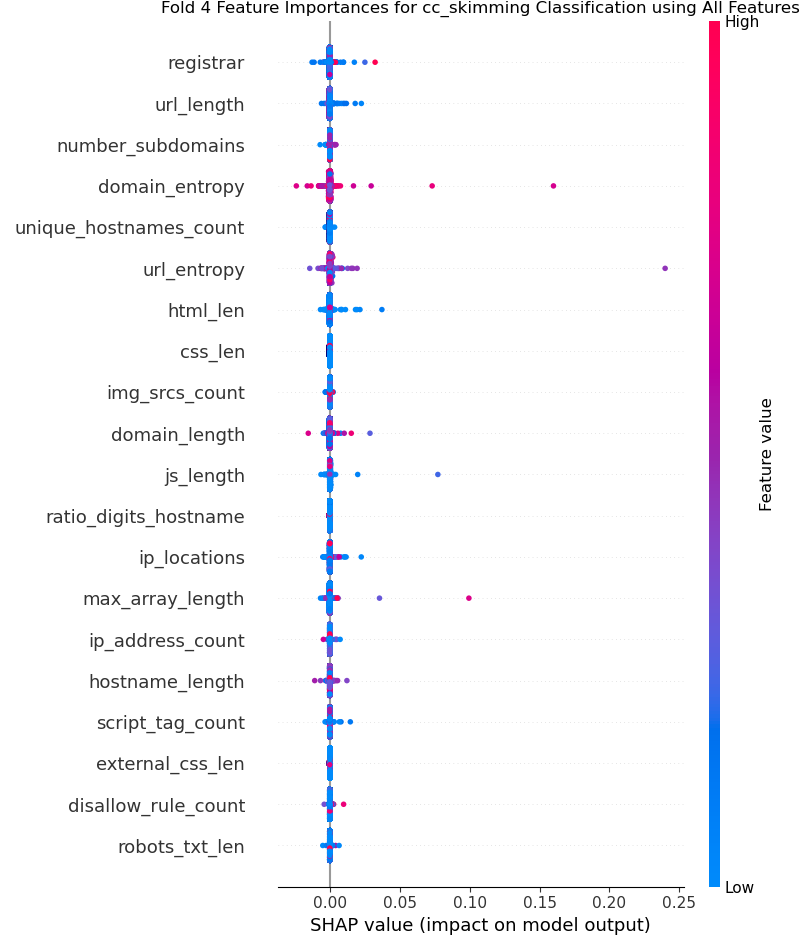 Fold 4 Feature Importances for cc_skimming Classification using All Features
High
registrar
url_length
number_subdomains
domain_entropy
unique_hostnames_count
url_entropy
html_len
css_len
img_srcs_count
domain_length
js_length
ratio_digits_hostname
ip_locations
max_array_length
ip_address_count
hostname_length
script_tag_count
external_css_len
disallow_rule_count
robots_txt_len
Feature value
Low
0.00 0.05 0.10 0.15 0.20 0.25
SHAP value (impact on model output)